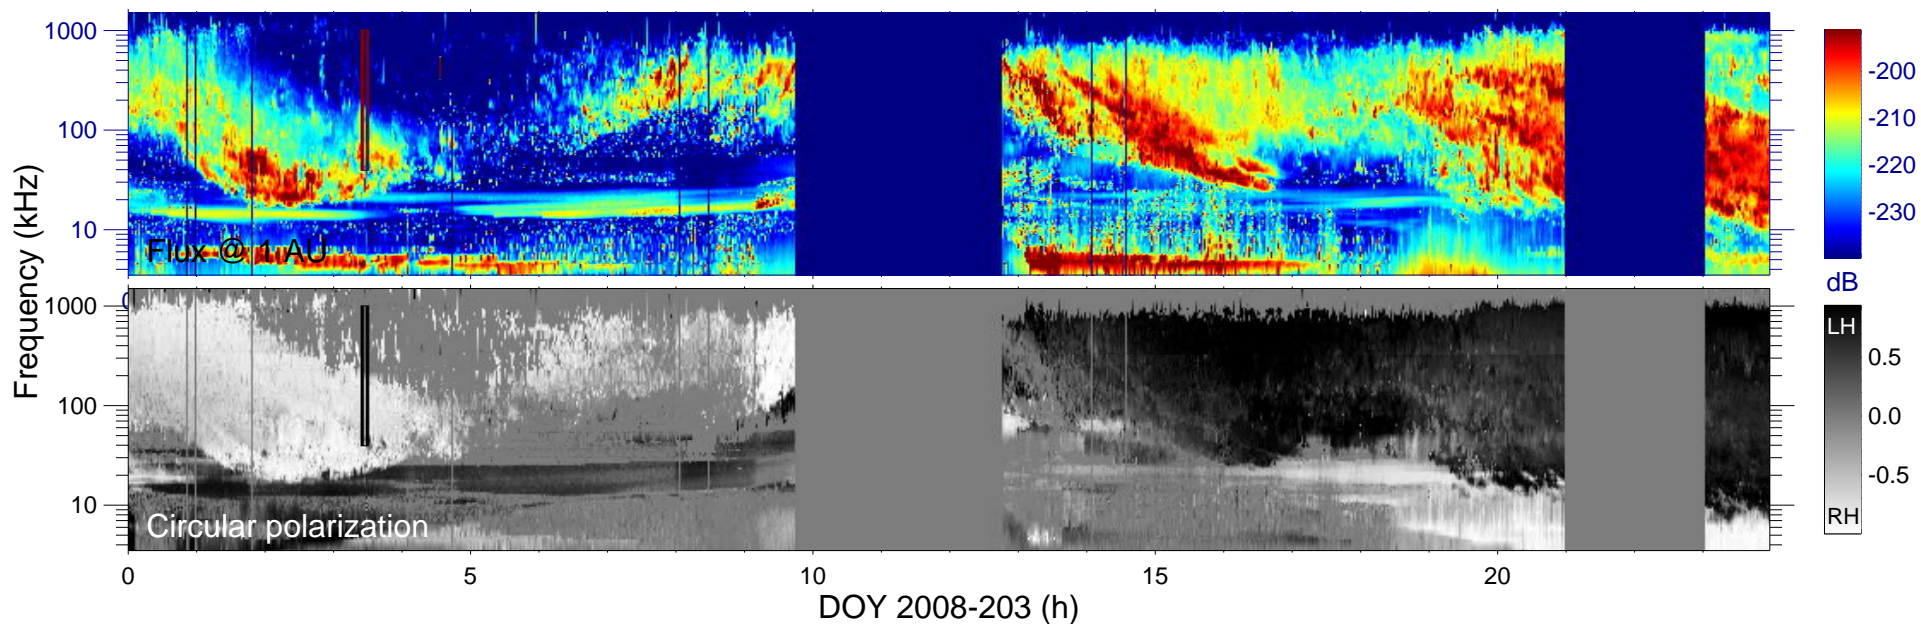 1000
100
10
Flux @ 1 AU
-200
-210
-220
-230
dB
0
Frequency (kHz)
1000
100
10
Circular polarization
LH
0.5
0.0
-0.5
RH
0
5
10
15
20
DOY 2008-203 (h)